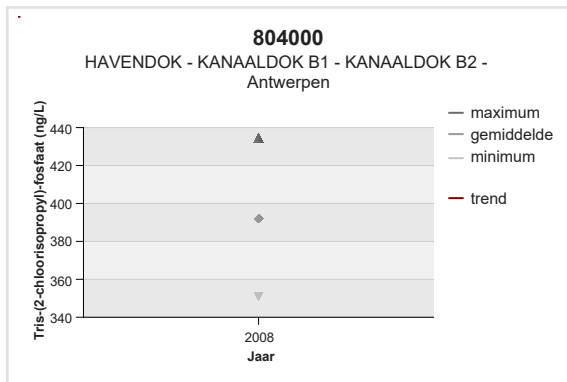 804000
HAVENDOK - KANAALDOK B1 - KANAALDOK B2 -
Antwerpen
Tris-(2-chloorisopropyl)-fosfaat (ng/L)
440
420
400
380
360
340
2008
Jaar
maximum
gemiddelde
minimum
trend